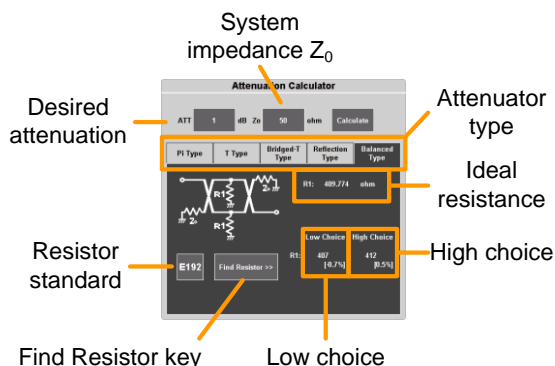 System
impedance Z₀
Attenuation Calculator
Desired
attenuation
ATT 1 dB Zo 50 ohm Calculate
Attenuator
type
Pi Type T Type Bridged-T Type Reflection Type Balanced Type
R1: 409.774 ohm
Ideal
resistance
R1
Z₀
Z₀
R1
Low Choice High Choice
R1: 407 412
[-0.7%] [0.5%]
High choice
Resistor
standard
E192 Find Resistor >>
Find Resistor key Low choice